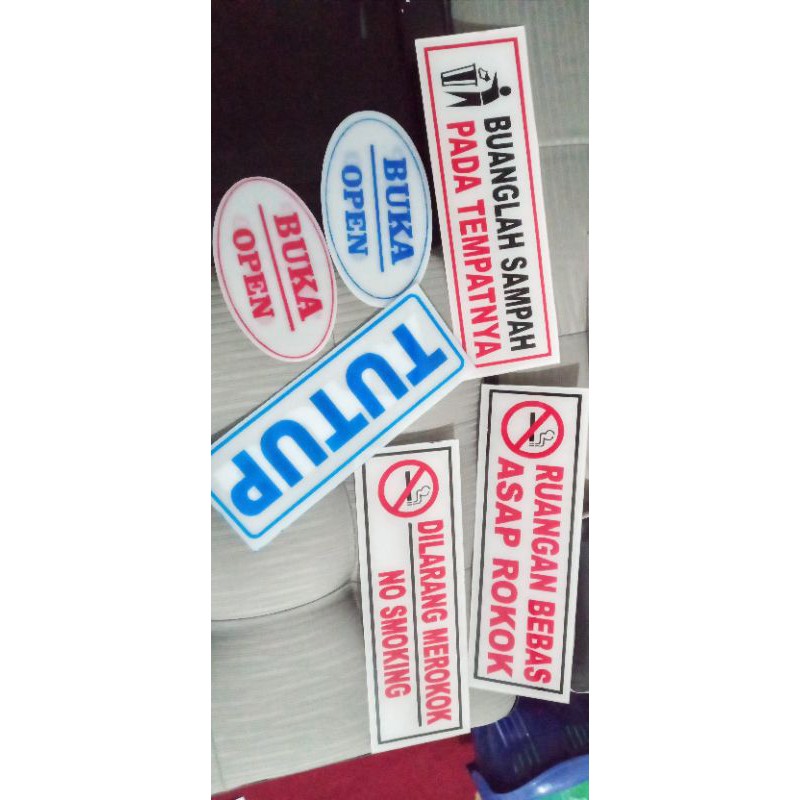 BUANGLAH SAMPAH
PADA TEMPATNYA
BUKA
OPEN
BUKA
OPEN
TUTUP
RUANGAN BEBAS
ASAP ROKOK
DILARANG MEROKOK
NO SMOKING